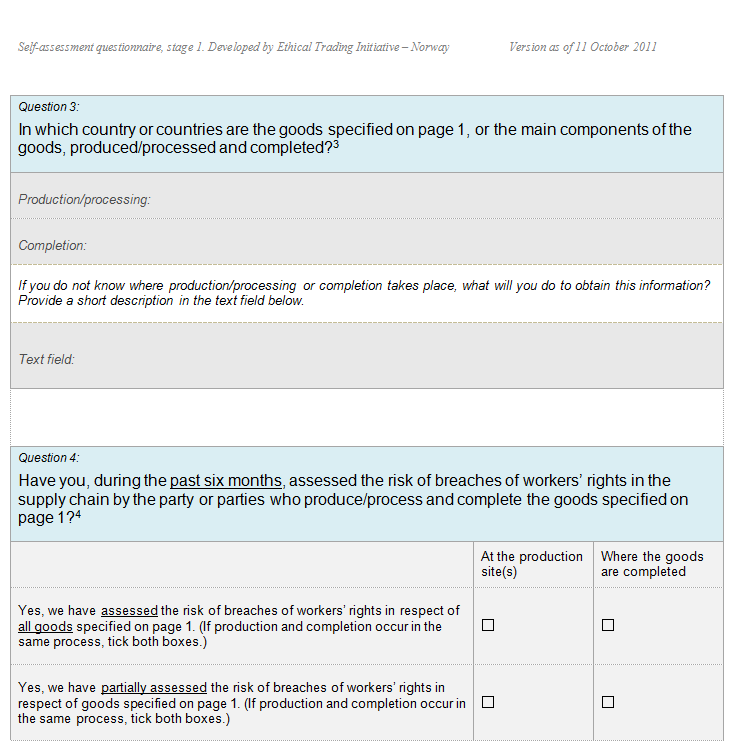 Self-assessment questionnaire, stage 1. Developed by Ethical Trading Initiative – Norway Version as of 11 October 2011
Question 3:
In which country or countries are the goods specified on page 1, or the main components of the
goods, produced/processed and completed?³
Production/processing:
Completion:
If you do not know where production/processing or completion takes place, what will you do to obtain this information?
Provide a short description in the text field below.
Text field:
Question 4:
Have you, during the past six months, assessed the risk of breaches of workers’ rights in the
supply chain by the party or parties who produce/process and complete the goods specified on
page 1?⁴
At the production
site(s)
Where the goods
are completed
Yes, we have assessed the risk of breaches of workers’ rights in respect of
all goods specified on page 1. (If production and completion occur in the
same process, tick both boxes.)
Yes, we have partially assessed the risk of breaches of workers’ rights in
respect of goods specified on page 1. (If production and completion occur in
the same process, tick both boxes.)